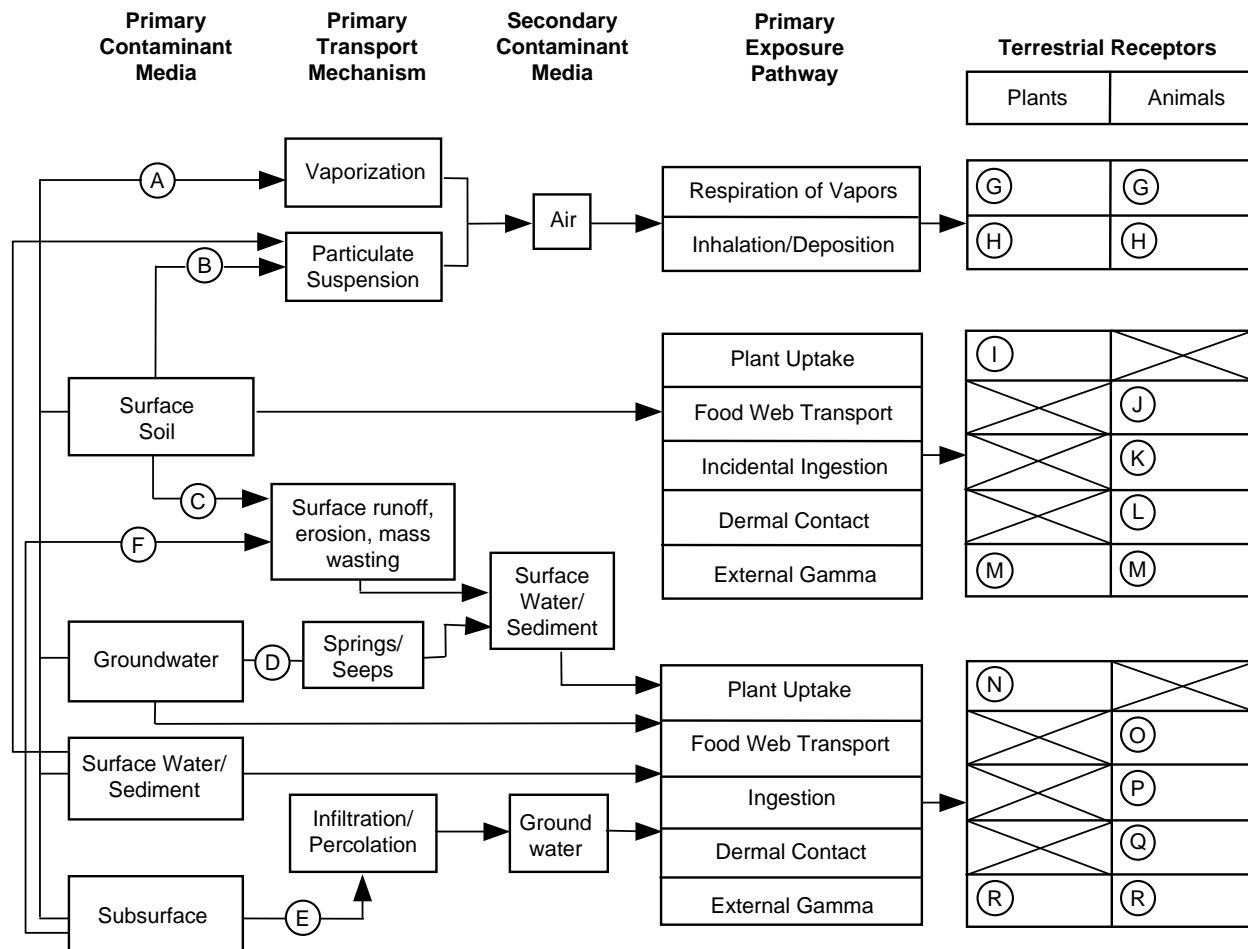 Primary
Contaminant
Media
Primary
Transport
Mechanism
Secondary
Contaminant
Media
Primary
Exposure
Pathway
Terrestrial Receptors
Plants
Animals
A
Vaporization
B
Particulate
Suspension
Air
Respiration of Vapors
Inhalation/Deposition
G
G
H
H
Surface
Soil
Plant Uptake
Food Web Transport
Incidental Ingestion
Dermal Contact
External Gamma
I
J
K
L
M
M
C
F
Surface runoff,
erosion, mass
wasting
Surface
Water/
Sediment
Groundwater
D
Springs/
Seeps
Surface Water/
Sediment
Infiltration/
Percolation
Ground
water
Subsurface
E
Plant Uptake
Food Web Transport
Ingestion
Dermal Contact
External Gamma
N
O
P
Q
R
R